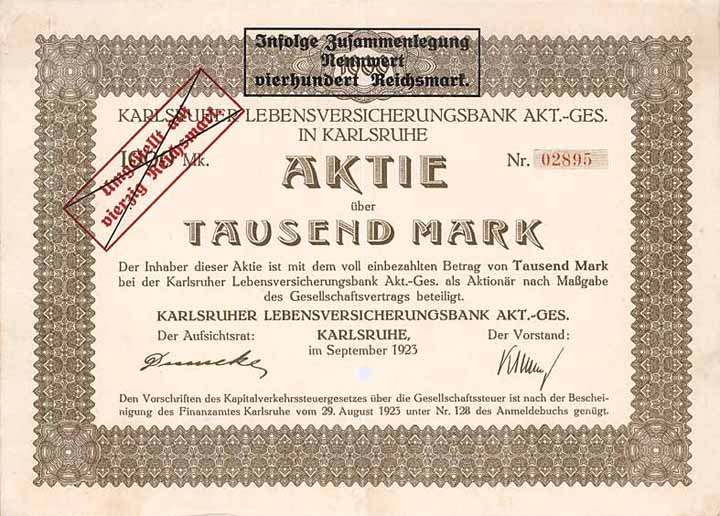 Infolge Zusammenlegung
Nennwert
vierhundert Reichsmark.
1000
Umgestellt auf
vierzig Reichsmark.
KARLSRUHER LEBENSVERSICHERUNGSBANK AKT.-GES.
IN KARLSRUHE
1000 Mk.
Nr. 02895
AKTIE
über
TAUSEND MARK
Der Inhaber dieser Aktie ist mit dem voll einbezahlten Betrag von Tausend Mark
bei der Karlsruher Lebensversicherungsbank Akt.-Ges. als Aktionär nach Maßgabe
des Gesellschaftsvertrags beteiligt.
KARLSRUHER LEBENSVERSICHERUNGSBANK AKT.-GES.
Der Aufsichtsrat:
KARLSRUHE,
Der Vorstand:
im September 1923
Den Vorschriften des Kapitalverkehrssteuergesetzes über die Gesellschaftssteuer ist nach der Beschei-
nigung des Finanzamtes Karlsruhe vom 29. August 1923 unter Nr. 128 des Anmeldebuchs genügt.